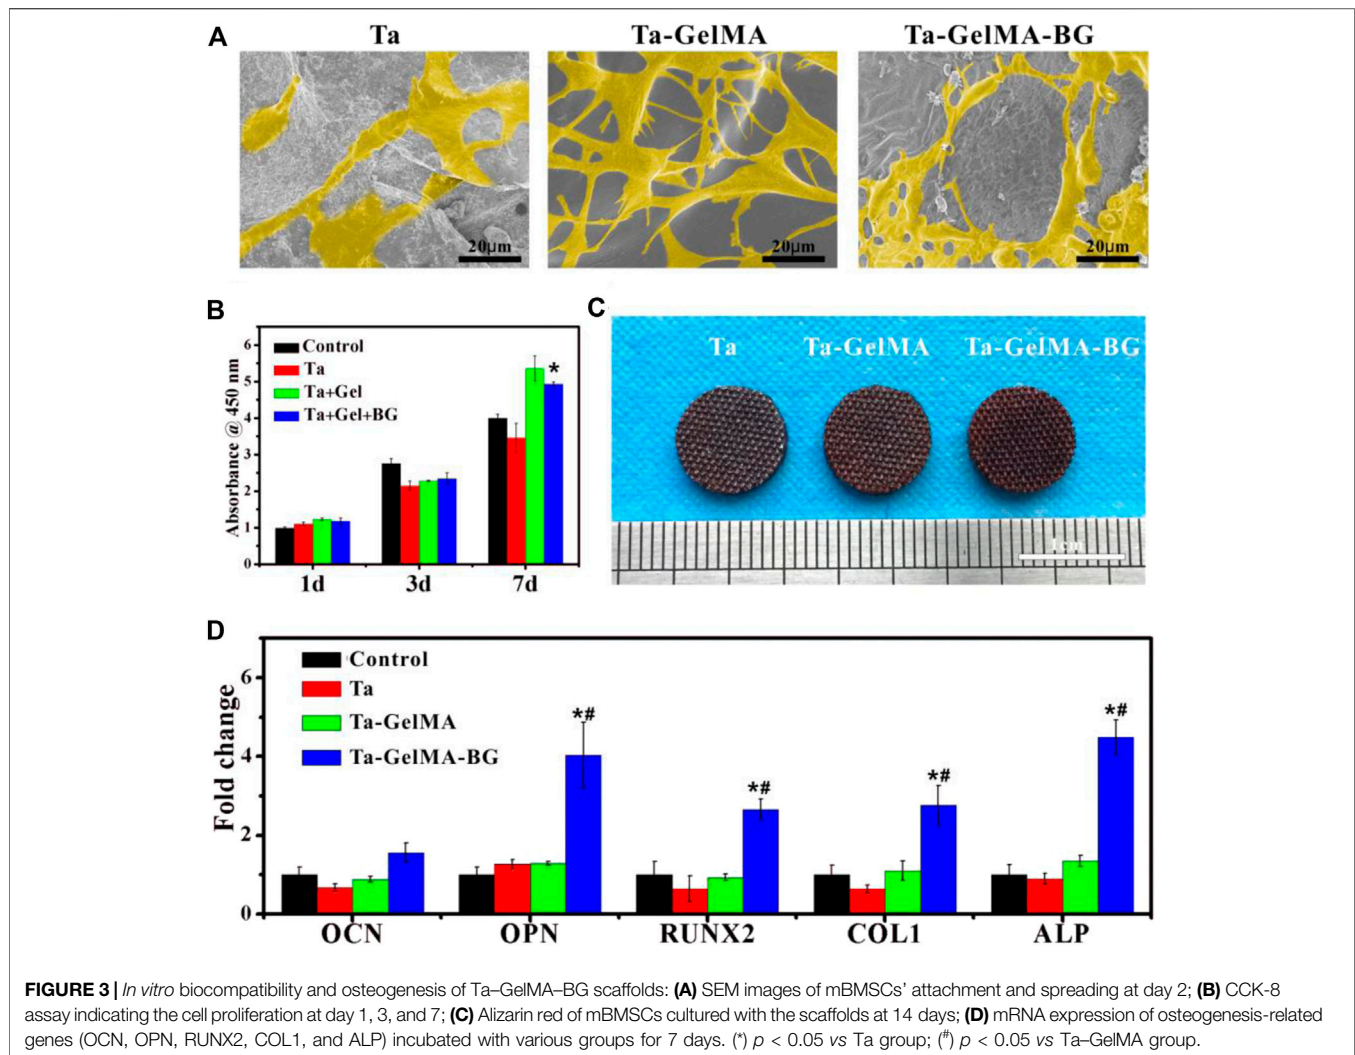 A
Ta
Ta-GelMA
Ta-GelMA-BG
20μm
20μm
20μm
B
Absorbance @ 450 nm
6
5
4
3
2
1
0
Control
Ta
Ta+Gel
Ta+Gel+BG
*
1d
3d
7d
C
Ta
Ta-GelMA
Ta-GelMA-BG
1cm
D
Fold change
6
4
2
0
Control
Ta
Ta-GelMA
Ta-GelMA-BG
*#
*#
*#
*#
OCN
OPN
RUNX2
COL1
ALP
FIGURE 3 | In vitro biocompatibility and osteogenesis of Ta–GelMA–BG scaffolds: (A) SEM images of mBMSCs' attachment and spreading at day 2; (B) CCK-8
assay indicating the cell proliferation at day 1, 3, and 7; (C) Alizarin red of mBMSCs cultured with the scaffolds at 14 days; (D) mRNA expression of osteogenesis-related
genes (OCN, OPN, RUNX2, COL1, and ALP) incubated with various groups for 7 days. (*) p < 0.05 vs Ta group; (#) p < 0.05 vs Ta–GelMA group.